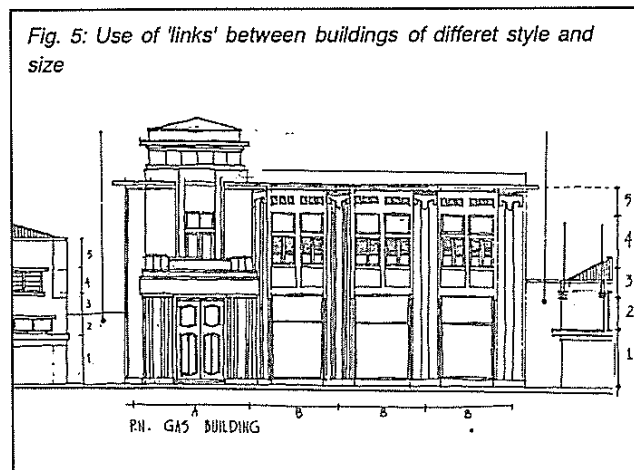 Fig. 5: Use of 'links' between buildings of differet style and
size
5
4
3
2
1
5
4
3
2
1
A B B B
P.N. GAS BUILDING